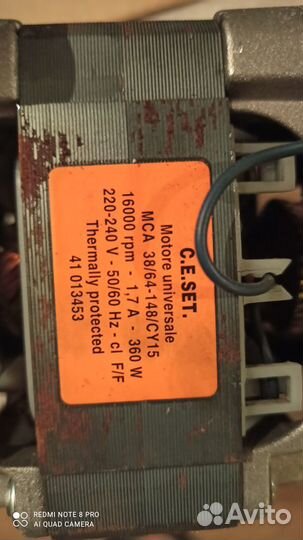 C.E.SET.
Motore universale
MCA 38/64-148/CY15
16000 rpm - 1,7 A - 360 W
220-240 V - 50/60 Hz - cl F/F
Thermally protected
41 013453
REDMI NOTE 8 PRO
AI QUAD CAMERA
Avito